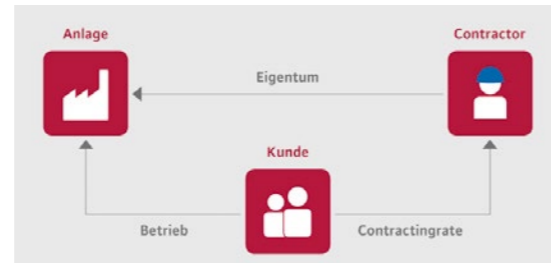 Anlage
Contractor
Eigentum
Kunde
Betrieb
Contractingrate